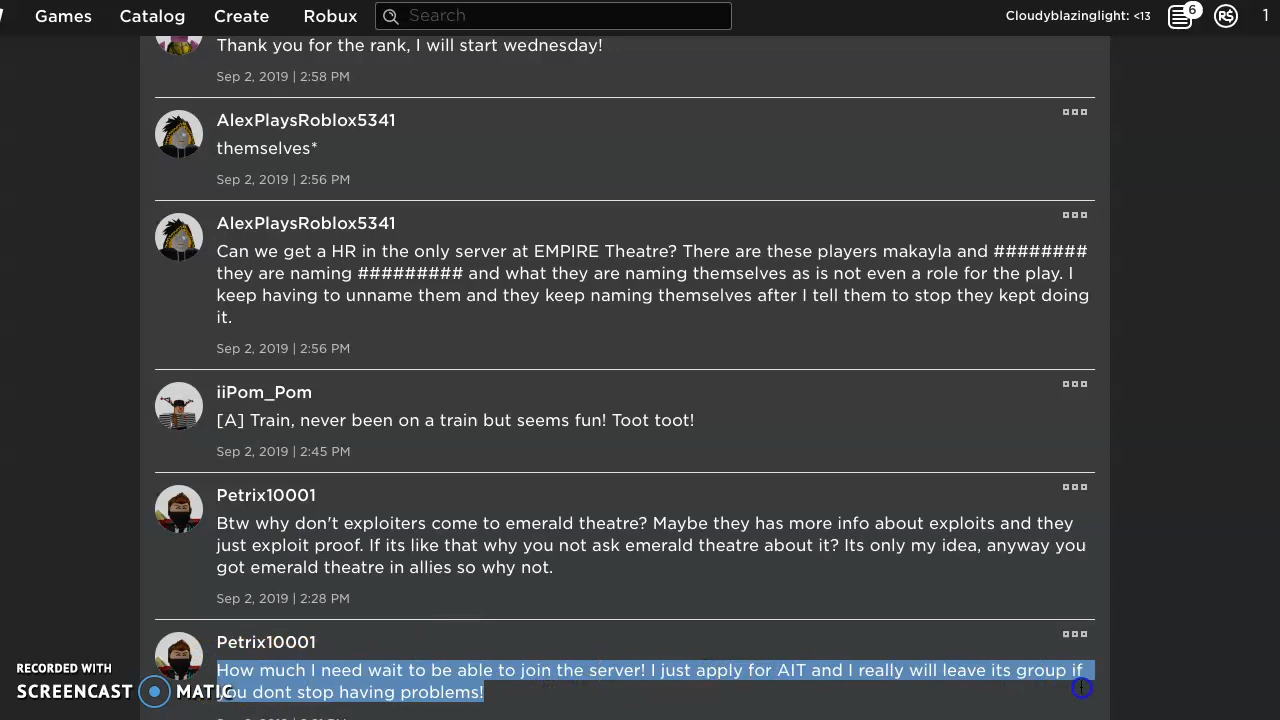 Games Catalog Create Robux Search Cloudyblazinglight: <13 6 R$ 1
Thank you for the rank, I will start wednesday!
Sep 2, 2019 | 2:58 PM
AlexPlaysRoblox5341
themselves*
Sep 2, 2019 | 2:56 PM
AlexPlaysRoblox5341
Can we get a HR in the only server at EMPIRE Theatre? There are these players makayla and ########
they are naming ######### and what they are naming themselves as is not even a role for the play. I
keep having to unname them and they keep naming themselves after I tell them to stop they kept doing
it.
Sep 2, 2019 | 2:56 PM
iiPom_Pom
[A] Train, never been on a train but seems fun! Toot toot!
Sep 2, 2019 | 2:45 PM
Petrix10001
Btw why don't exploiters come to emerald theatre? Maybe they has more info about exploits and they
just exploit proof. If its like that why you not ask emerald theatre about it? Its only my idea, anyway you
got emerald theatre in allies so why not.
Sep 2, 2019 | 2:28 PM
Petrix10001
How much I need wait to be able to join the server! I just apply for AIT and I really will leave its group if
you dont stop having problems!
RECORDED WITH
SCREENCAST MATIC